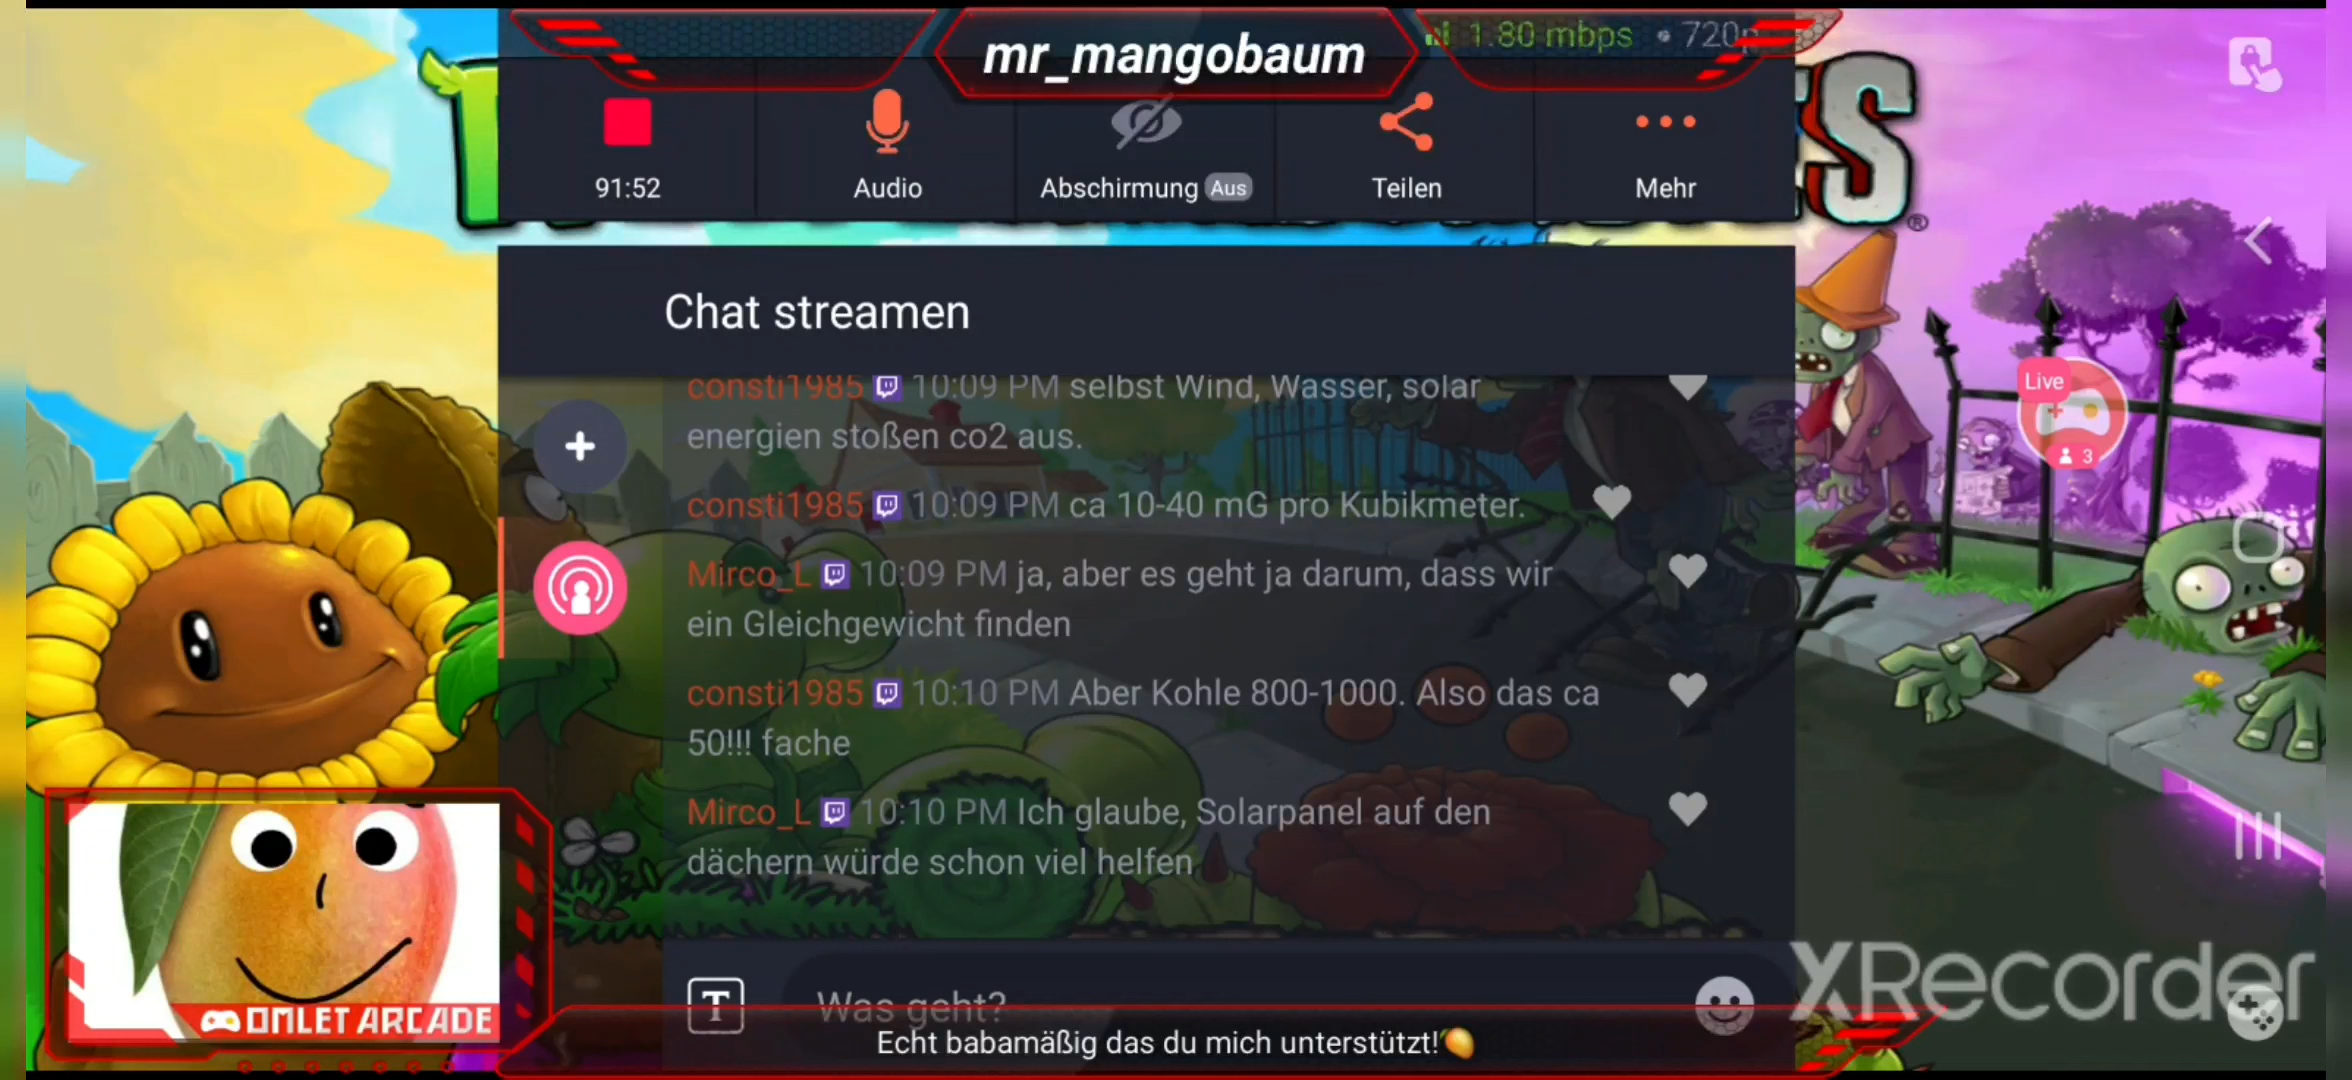 1.80 mbps • 720p
mr_mangobaum
91:52
Audio
Abschirmung Aus
Teilen
Mehr
S
®
Chat streamen
consti1985 10:09 PM selbst Wind, Wasser, solar
energien stoßen co2 aus.
consti1985 10:09 PM ca 10-40 mG pro Kubikmeter.
Mirco_L 10:09 PM ja, aber es geht ja darum, dass wir
ein Gleichgewicht finden
consti1985 10:10 PM Aber Kohle 800-1000. Also das ca
50!!! fache
Mirco_L 10:10 PM Ich glaube, Solarpanel auf den
dächern würde schon viel helfen
Live
3
T
Was geht?
OMLET ARCADE
Echt babamäßig das du mich unterstützt!🥭
XRecorder